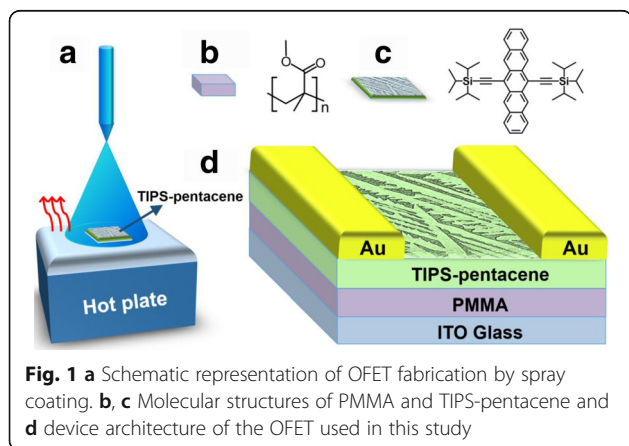 a
b
c
O
O
n
Si
Si
TIPS-pentacene
Hot plate
d
Au
Au
TIPS-pentacene
PMMA
ITO Glass
Fig. 1 a Schematic representation of OFET fabrication by spray
coating. b, c Molecular structures of PMMA and TIPS-pentacene and
d device architecture of the OFET used in this study